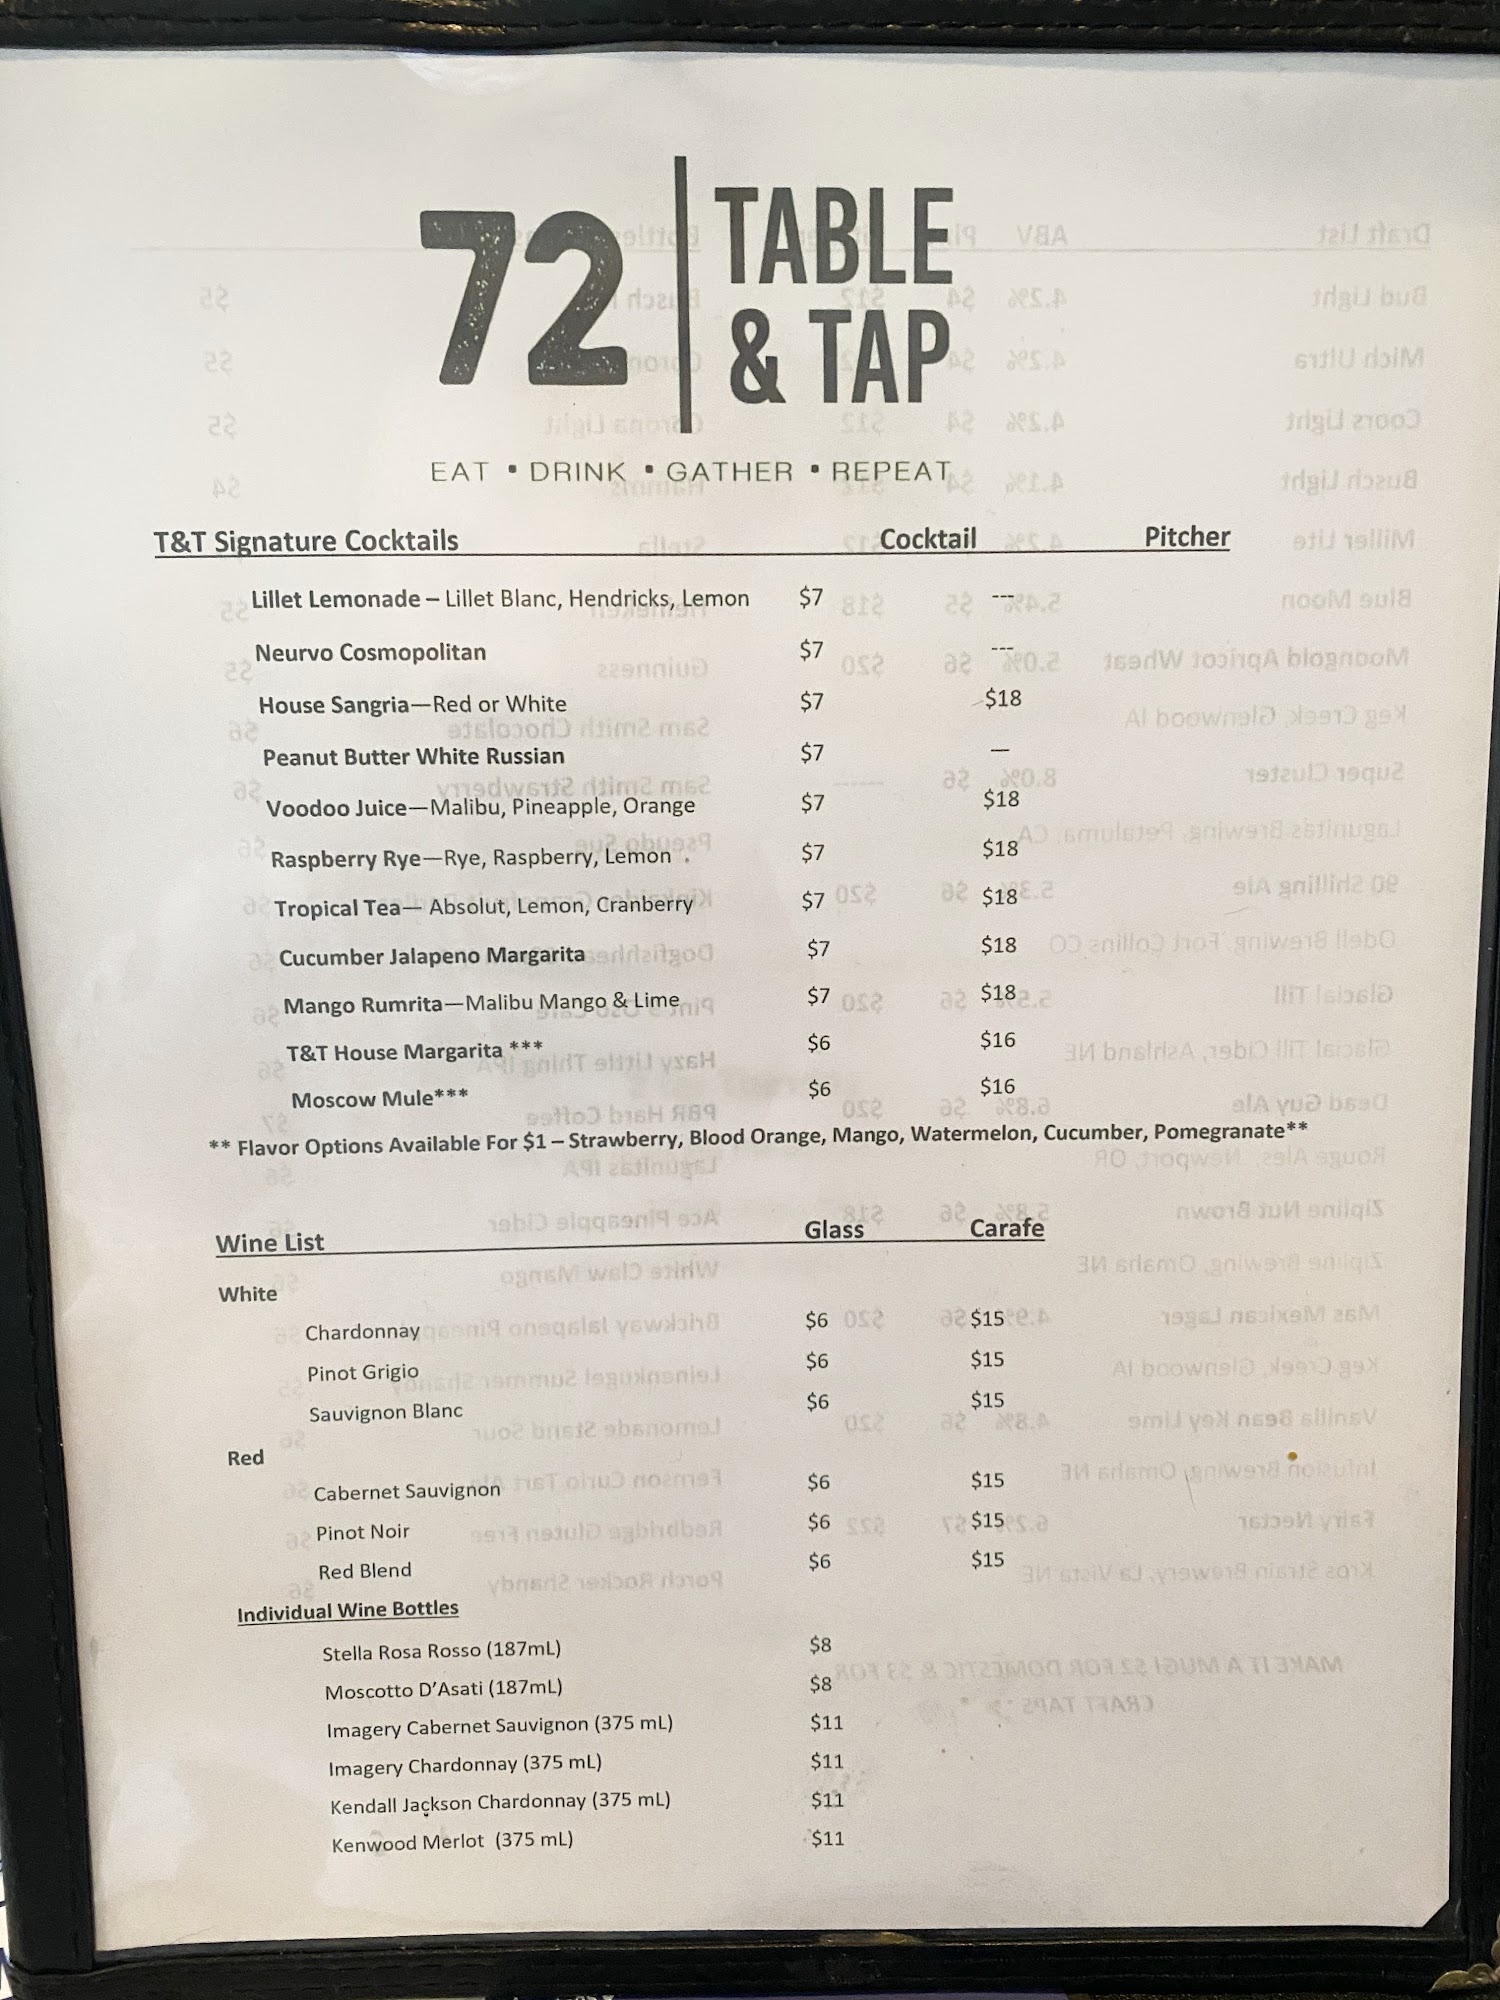 72 TABLE
& TAP
EAT • DRINK • GATHER • REPEAT
T&T Signature Cocktails Cocktail Pitcher
Lillet Lemonade – Lillet Blanc, Hendricks, Lemon $7 ---
Neurvo Cosmopolitan $7 ---
House Sangria—Red or White $7 $18
Peanut Butter White Russian $7 —
Voodoo Juice—Malibu, Pineapple, Orange $7 $18
Raspberry Rye—Rye, Raspberry, Lemon $7 $18
Tropical Tea— Absolut, Lemon, Cranberry $7 $18
Cucumber Jalapeno Margarita $7 $18
Mango Rumrita—Malibu Mango & Lime $7 $18
T&T House Margarita *** $6 $16
Moscow Mule*** $6 $16
** Flavor Options Available For $1 – Strawberry, Blood Orange, Mango, Watermelon, Cucumber, Pomegranate**
Wine List Glass Carafe
White
Chardonnay $6 $15
Pinot Grigio $6 $15
Sauvignon Blanc $6 $15
Red
Cabernet Sauvignon $6 $15
Pinot Noir $6 $15
Red Blend $6 $15
Individual Wine Bottles
Stella Rosa Rosso (187mL) $8
Moscotto D'Asati (187mL) $8
Imagery Cabernet Sauvignon (375 mL) $11
Imagery Chardonnay (375 mL) $11
Kendall Jackson Chardonnay (375 mL) $11
Kenwood Merlot (375 mL) $11